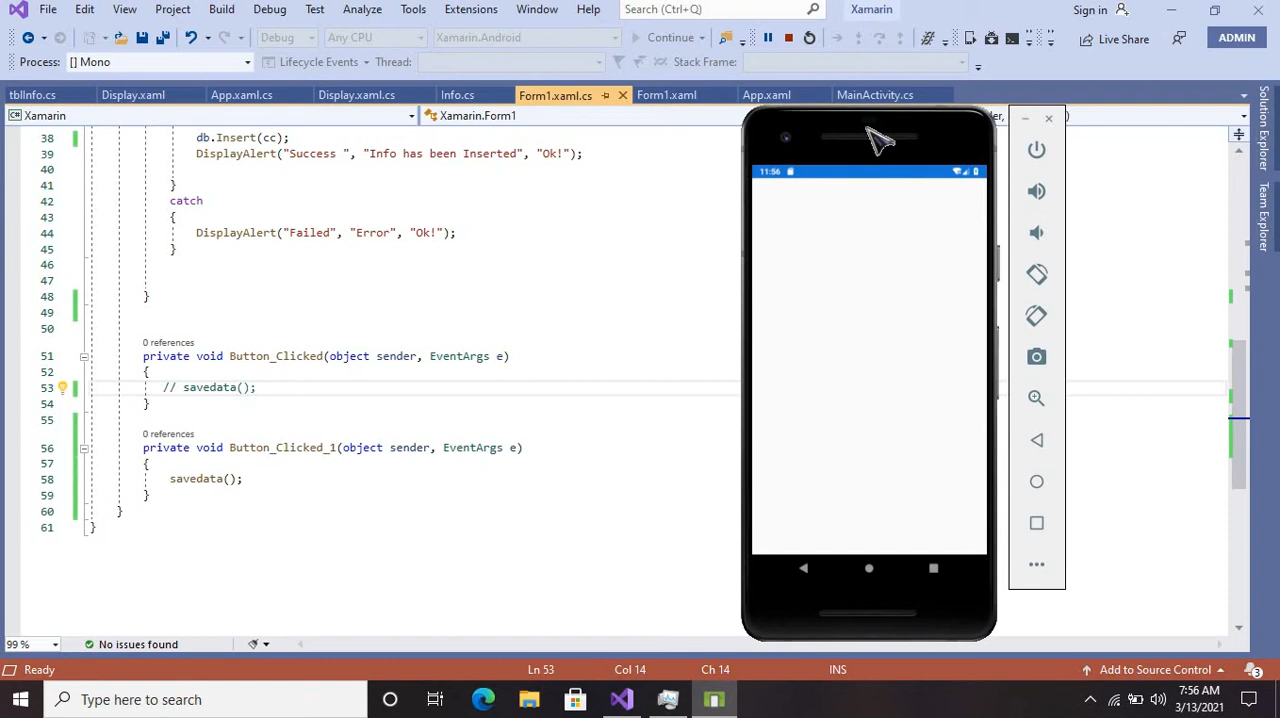 File Edit View Project Build Debug Test Analyze Tools Extensions Window Help Search (Ctrl+Q) Xamarin Sign in
Debug Any CPU Xamarin.Android Continue Live Share ADMIN
Process: [] Mono Lifecycle Events Thread: Stack Frame:
tblInfo.cs Display.xaml App.xaml.cs Display.xaml.cs Info.cs Form1.xaml.cs Form1.xaml App.xaml MainActivity.cs
Xamarin Xamarin.Form1
38 db.Insert(cc);
39 DisplayAlert("Success ", "Info has been Inserted", "Ok!");
40
41 }
42 catch
43 {
44 DisplayAlert("Failed", "Error", "Ok!");
45 }
46
47
48 }
49
50
0 references
51 private void Button_Clicked(object sender, EventArgs e)
52 {
53 // savedata();
54 }
55
0 references
56 private void Button_Clicked_1(object sender, EventArgs e)
57 {
58 savedata();
59 }
60 }
61 }
11:56
Solution Explorer
Team Explorer
99 % No issues found
Ready Ln 53 Col 14 Ch 14 INS Add to Source Control 3
Type here to search
7:56 AM
3/13/2021